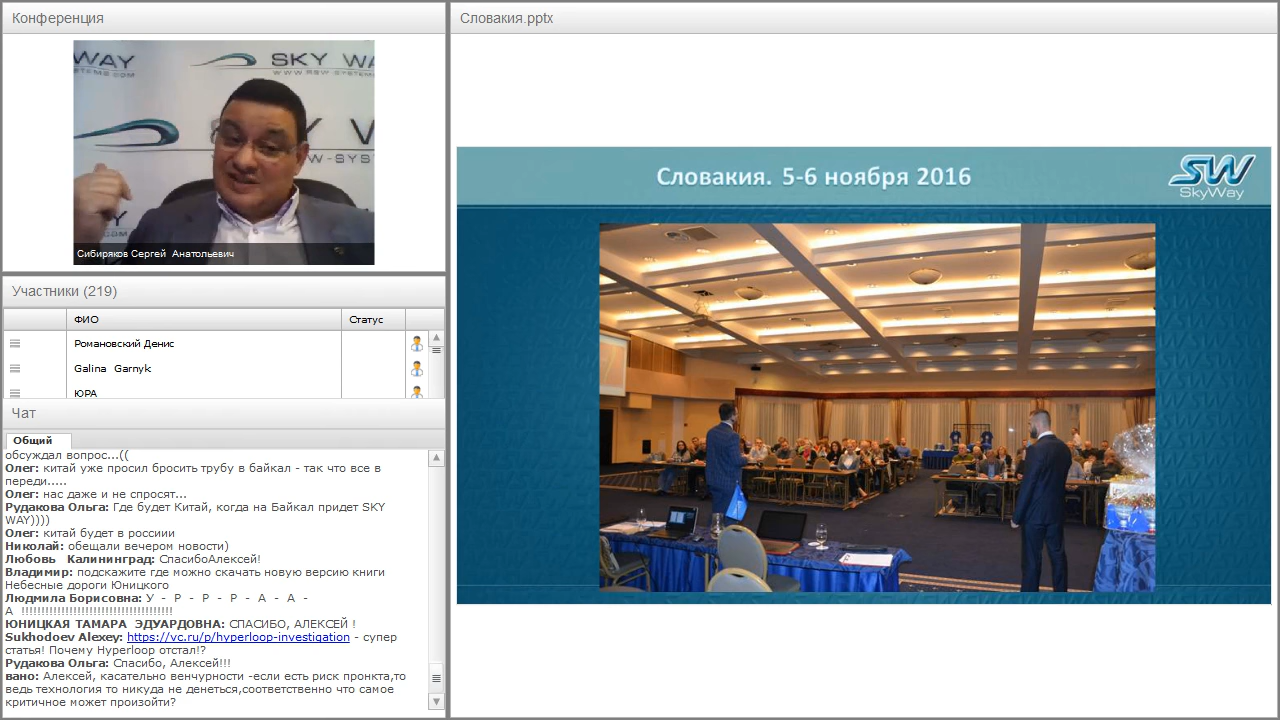 Конференция
WAY
STEMS.COM
SKY WA
WWW.RSW-SYSTEMS
SKY W
W-SYST
WAY
Сибиряков Сергей Анатольевич
Участники (219)
ФИО
Статус
Романовский Денис
Galina Garnyk
ЮРА
Чат
Общий
обсуждал вопрос...((
Олег: китай уже просил бросить трубу в байкал - так что все в
переди.....
Олег: нас даже и не спросят...
Рудакова Ольга: Где будет Китай, когда на Байкал придет SKY
WAY))))
Олег: китай будет в россиии
Николай: обещали вечером новости)
Любовь Калининград: СпасибоАлексей!
Владимир: подскажите где можно скачать новую версию книги
Небесные дороги Юницкого
Людмила Борисовна: У - Р - Р - Р - А - А -
А !!!!!!!!!!!!!!!!!!!!!!!!!!!!!!!!!!!!!!
ЮНИЦКАЯ ТАМАРА ЭДУАРДОВНА: СПАСИБО, АЛЕКСЕЙ !
Sukhodoev Alexey: https://vc.ru/p/hyperloop-investigation - супер
статья! Почему Hyperloop отстал!?
Рудакова Ольга: Спасибо, Алексей!!!
вано: Алексей, касательно венчурности -если есть риск пронкта,то
ведь технология то никуда не денеться,соответственно что самое
критичное может произойти?
Словакия.pptx
Словакия. 5-6 ноября 2016
SW
SkyWay